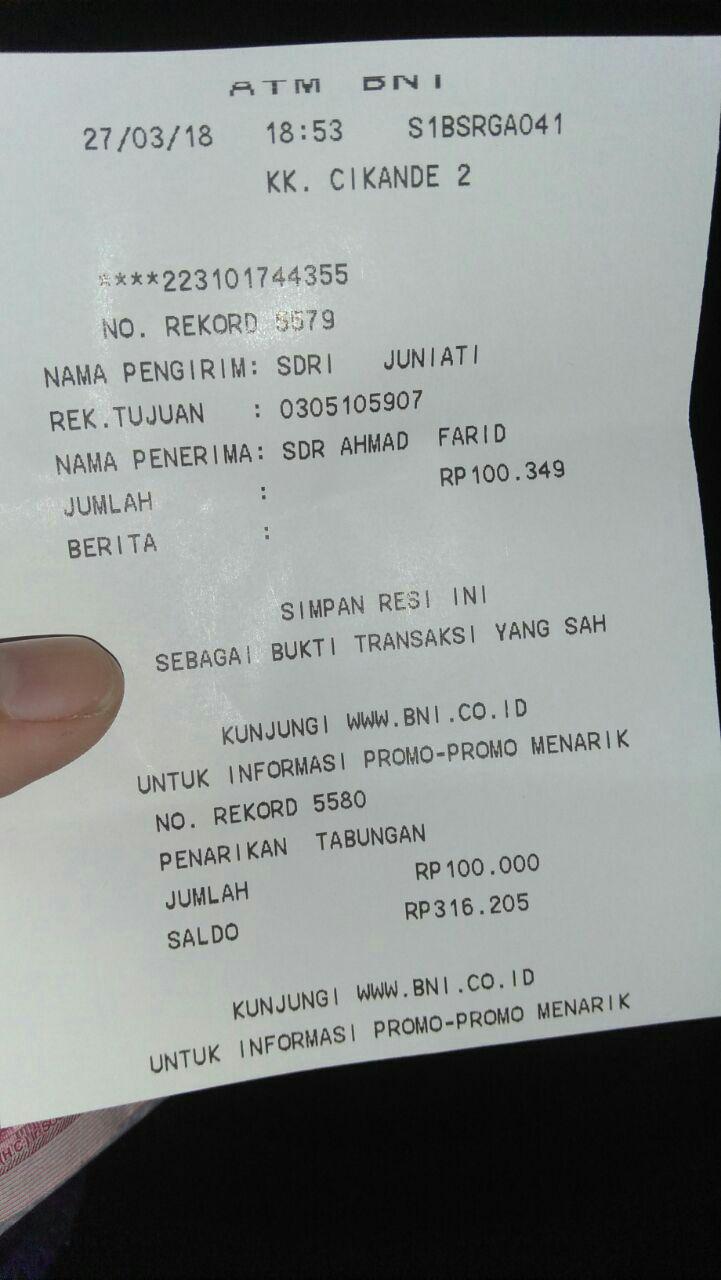 ATM BNI
27/03/18 18:53 S1BSRGA041
KK. CIKANDE 2
****223101744355
NO. REKORD 5579
NAMA PENGIRIM: SDRI JUNIATI
REK.TUJUAN : 0305105907
NAMA PENERIMA: SDR AHMAD FARID
JUMLAH : RP100.349
BERITA :
SIMPAN RESI INI
SEBAGAI BUKTI TRANSAKSI YANG SAH
KUNJUNGI WWW.BNI.CO.ID
UNTUK INFORMASI PROMO-PROMO MENARIK
NO. REKORD 5580
PENARIKAN TABUNGAN
JUMLAH RP100.000
SALDO RP316.205
KUNJUNGI WWW.BNI.CO.ID
UNTUK INFORMASI PROMO-PROMO MENARIK